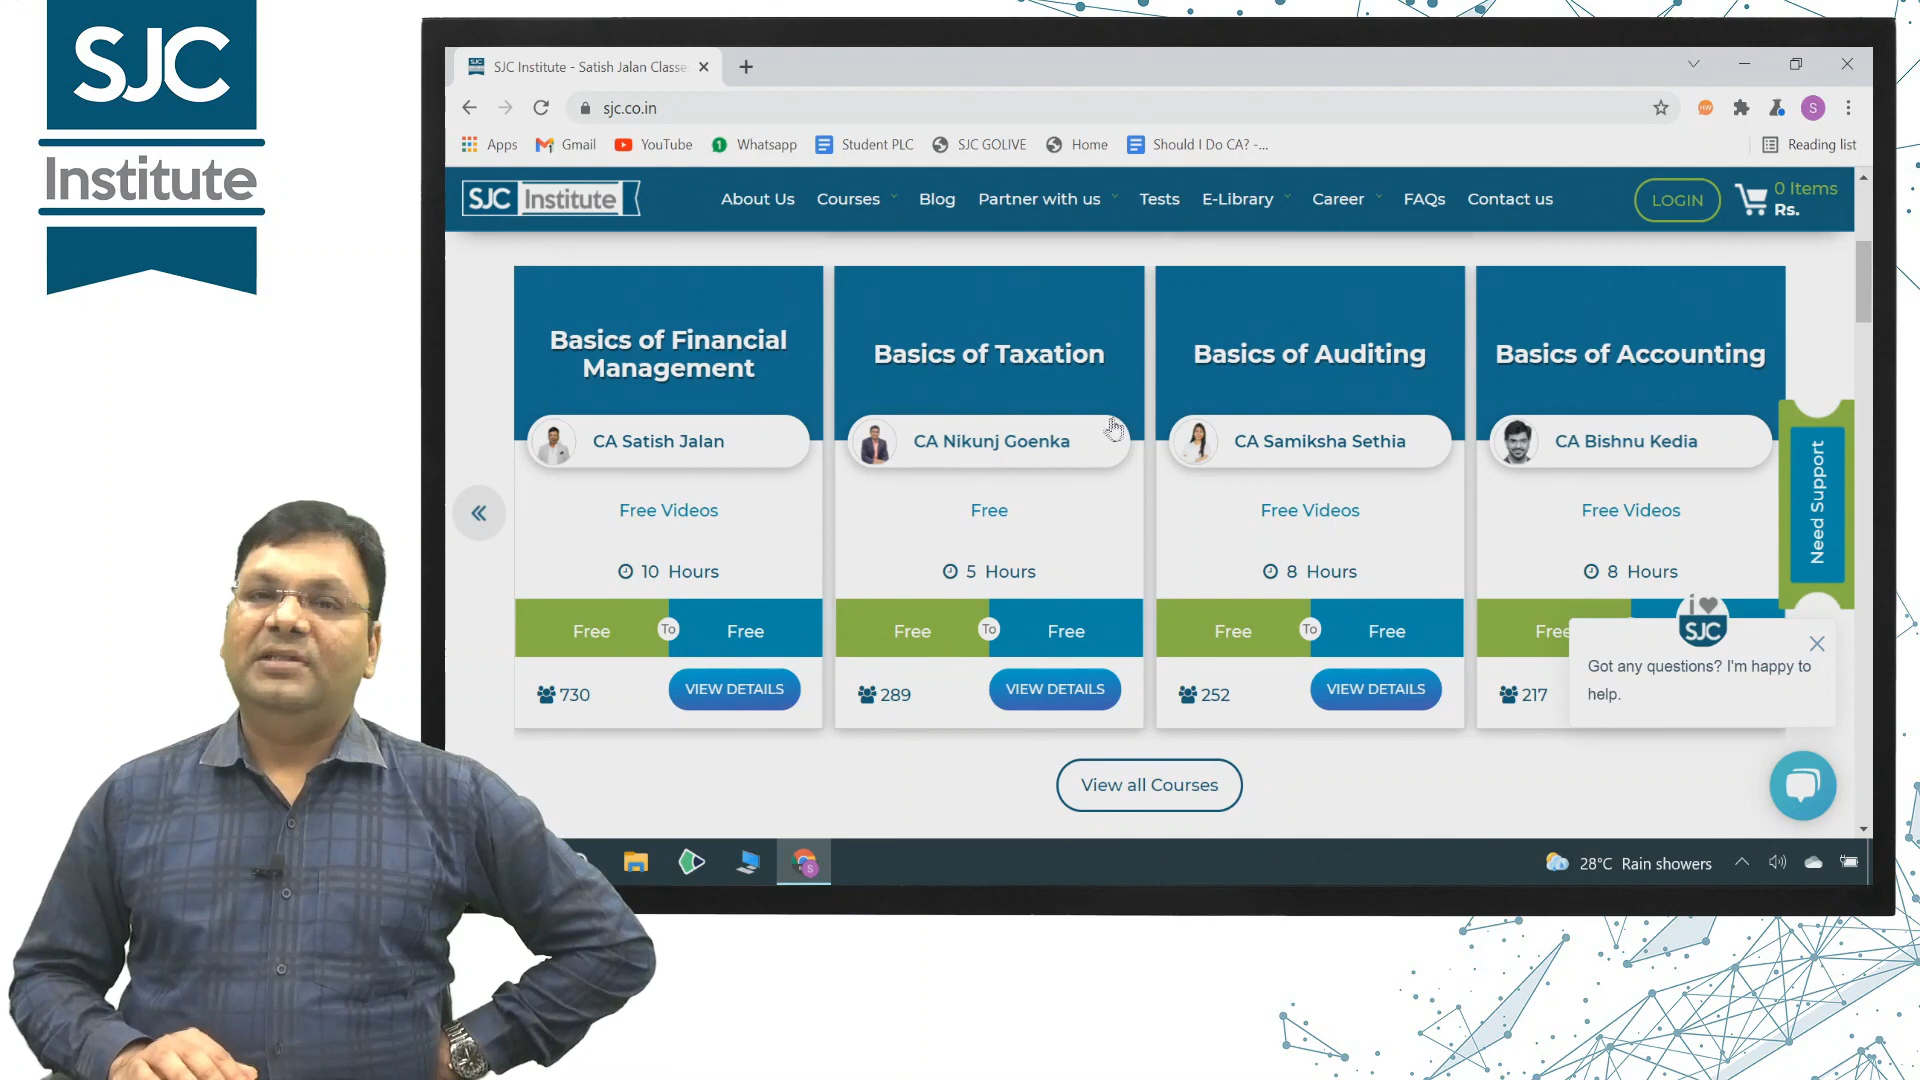 SJC
Institute
SJC Institute - Satish Jalan Classe
sjc.co.in
S
Apps
Gmail
YouTube
1
Whatsapp
Student PLC
SJC GOLIVE
Home
Should I Do CA? -...
Reading list
SJC Institute
About Us
Courses
Blog
Partner with us
Tests
E-Library
Career
FAQs
Contact us
LOGIN
0 Items
Rs.
Basics of Financial
Management
Basics of Taxation
Basics of Auditing
Basics of Accounting
CA Satish Jalan
CA Nikunj Goenka
CA Samiksha Sethia
CA Bishnu Kedia
Free Videos
Free
Free Videos
Free Videos
10 Hours
5 Hours
8 Hours
8 Hours
Free To Free
Free To Free
Free To Free
Free
730
VIEW DETAILS
289
VIEW DETAILS
252
VIEW DETAILS
217
Need Support
i
SJC
Got any questions? I'm happy to
help.
View all Courses
28°C Rain showers